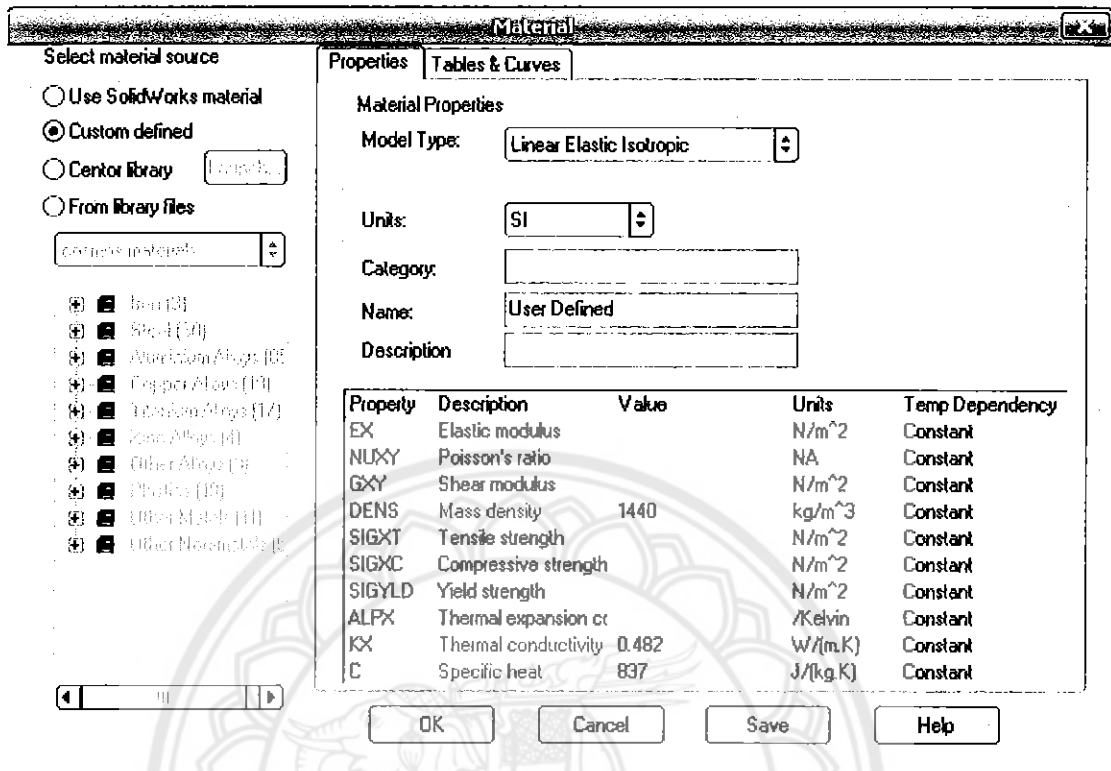 Material
Select material source
Use SolidWorks material
Custom defined
Centor library
From library files
Properties
Tables & Curves
Material Properties
Model Type:
Linear Elastic Isotropic
Units:
SI
Category:
Name:
User Defined
Description
Property Description Value Units Temp Dependency
EX Elastic modulus N/m^2 Constant
NUXY Poisson's ratio NA Constant
GXY Shear modulus N/m^2 Constant
DENS Mass density 1440 kg/m^3 Constant
SIGXT Tensile strength N/m^2 Constant
SIGXC Compressive strength N/m^2 Constant
SIGYLD Yield strength N/m^2 Constant
ALPX Thermal expansion co /Kelvin Constant
KX Thermal conductivity 0.482 W/(m.K) Constant
C Specific heat 837 J/(kg.K) Constant
OK
Cancel
Save
Help